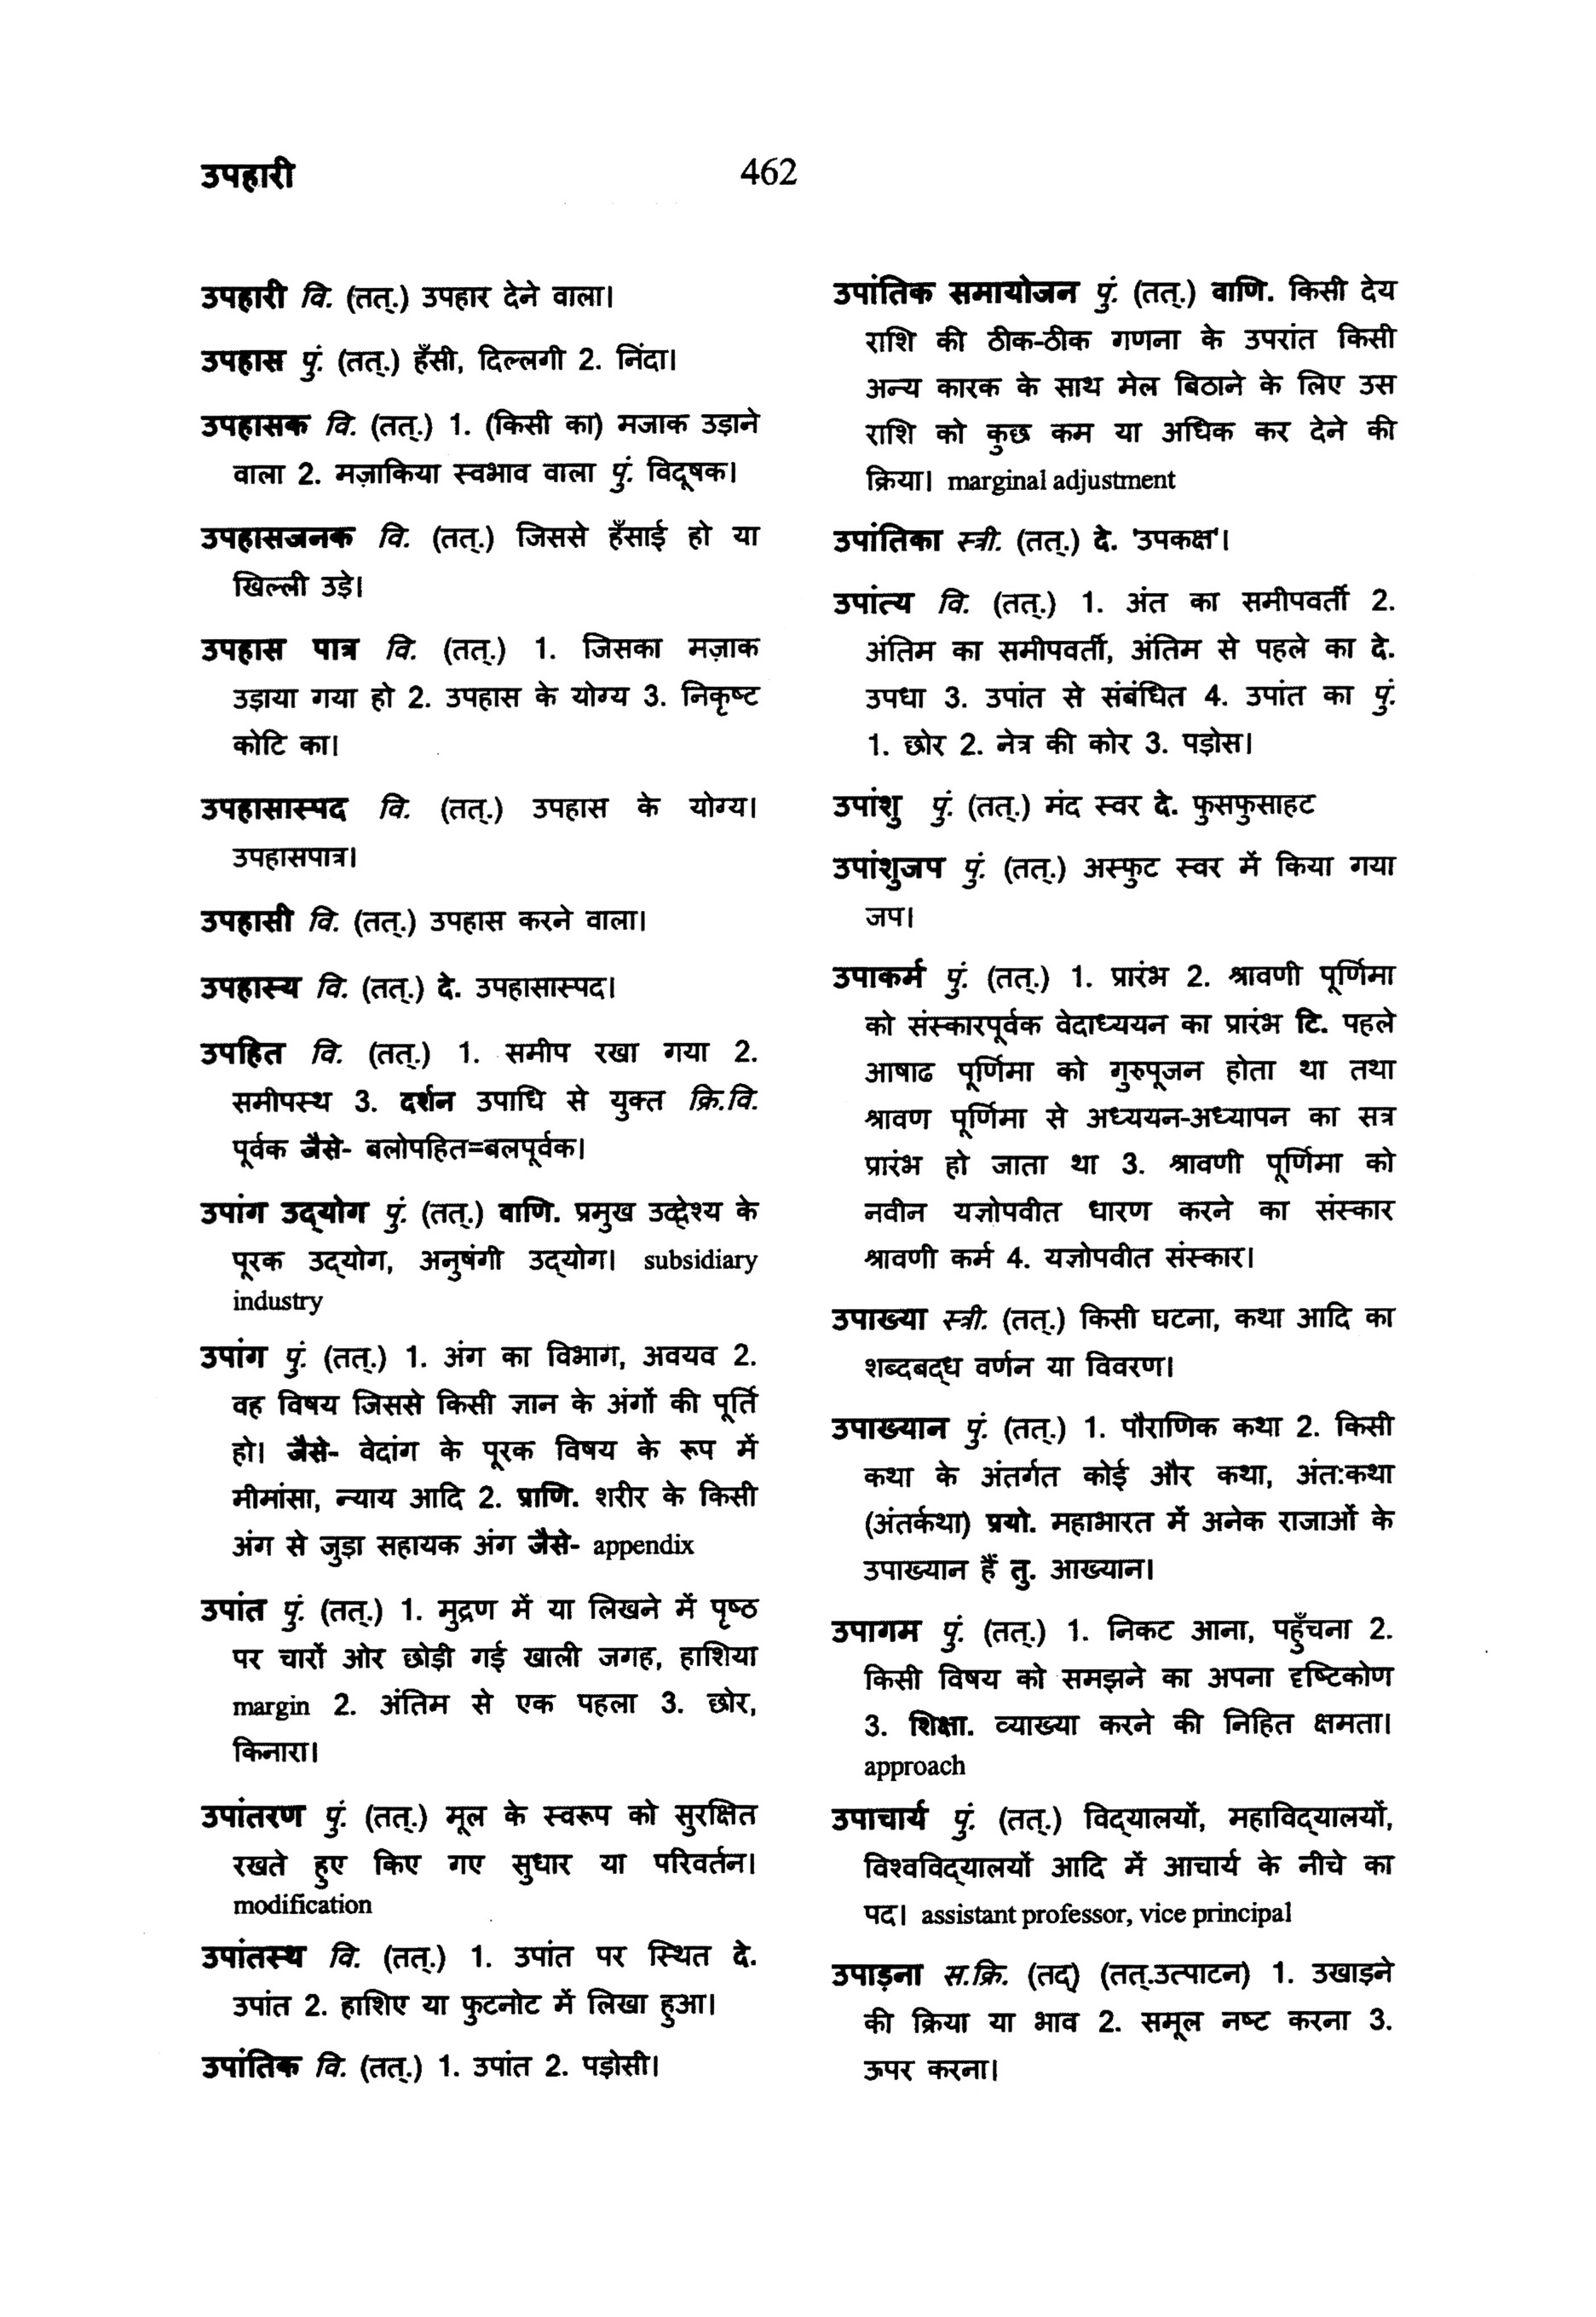 उपहारी
462
उपहारी वि. (तत्.) उपहार देने वाला।
उपहास पुं. (तत्.) हँसी, दिल्लगी 2. निंदा।
उपहासक वि. (तत्.) 1. (किसी का) मजाक उड़ाने
वाला 2. मज़ाकिया स्वभाव वाला पुं. विदूषक।
उपहासजनक वि. (तत्.) जिससे हँसाई हो या
खिल्ली उड़े।
उपहास पात्र वि. (तत्.) 1. जिसका मज़ाक
उड़ाया गया हो 2. उपहास के योग्य 3. निकृष्ट
कोटि का।
उपहासास्पद वि. (तत्.) उपहास के योग्य।
उपहासपात्र।
उपहासी वि. (तत्.) उपहास करने वाला।
उपहास्य वि. (तत्.) दे. उपहासास्पद।
उपहित वि. (तत्.) 1. समीप रखा गया 2.
समीपस्थ 3. दर्शन उपाधि से युक्त क्रि.वि.
पूर्वक जैसे- बलोपहित=बलपूर्वक।
उपांग उद्‌योग पुं. (तत्.) वाणि. प्रमुख उद्देश्य के
पूरक उद्‌योग, अनुषंगी उद्‌योग। subsidiary
industry
उपांग पुं. (तत्.) 1. अंग का विभाग, अवयव 2.
वह विषय जिससे किसी ज्ञान के अंगों की पूर्ति
हो। जैसे- वेदांग के पूरक विषय के रूप में
मीमांसा, न्याय आदि 2. प्राणि. शरीर के किसी
अंग से जुड़ा सहायक अंग जैसे- appendix
उपांत पुं. (तत्.) 1. मुद्रण में या लिखने में पृष्ठ
पर चारों ओर छोड़ी गई खाली जगह, हाशिया
margin 2. अंतिम से एक पहला 3. छोर,
किनारा।
उपांतरण पुं. (तत्.) मूल के स्वरूप को सुरक्षित
रखते हुए किए गए सुधार या परिवर्तन।
modification
उपांतस्थ वि. (तत्.) 1. उपांत पर स्थित दे.
उपांत 2. हाशिए या फुटनोट में लिखा हुआ।
उपांतिक वि. (तत्.) 1. उपांत 2. पड़ोसी।
उपांतिक समायोजन पुं. (तत्.) वाणि. किसी देय
राशि की ठीक-ठीक गणना के उपरांत किसी
अन्य कारक के साथ मेल बिठाने के लिए उस
राशि को कुछ कम या अधिक कर देने की
क्रिया। marginal adjustment
उपांतिका स्त्री. (तत्.) दे. 'उपकक्ष'।
उपांत्य वि. (तत्.) 1. अंत का समीपवर्ती 2.
अंतिम का समीपवर्ती, अंतिम से पहले का दे.
उपधा 3. उपांत से संबंधित 4. उपांत का पुं.
1. छोर 2. नेत्र की कोर 3. पड़ोस।
उपांशु पुं. (तत्.) मंद स्वर दे. फुसफुसाहट
उपांशुजप पुं. (तत्.) अस्फुट स्वर में किया गया
जप।
उपाकर्म पुं. (तत्.) 1. प्रारंभ 2. श्रावणी पूर्णिमा
को संस्कारपूर्वक वेदाध्ययन का प्रारंभ टि. पहले
आषाढ पूर्णिमा को गुरुपूजन होता था तथा
श्रावण पूर्णिमा से अध्ययन-अध्यापन का सत्र
प्रारंभ हो जाता था 3. श्रावणी पूर्णिमा को
नवीन यज्ञोपवीत धारण करने का संस्कार
श्रावणी कर्म 4. यज्ञोपवीत संस्कार।
उपाख्या स्त्री. (तत्.) किसी घटना, कथा आदि का
शब्दबद्‌ध वर्णन या विवरण।
उपाख्यान पुं. (तत्.) 1. पौराणिक कथा 2. किसी
कथा के अंतर्गत कोई और कथा, अंत:कथा
(अंतर्कथा) प्रयो. महाभारत में अनेक राजाओं के
उपाख्यान हैं तु. आख्यान।
उपागम पुं. (तत्.) 1. निकट आना, पहुँचना 2.
किसी विषय को समझने का अपना दृष्टिकोण
3. शिक्षा. व्याख्या करने की निहित क्षमता।
approach
उपाचार्य पुं. (तत्.) विद्‌यालयों, महाविद्‌यालयों,
विश्वविद्‌यालयों आदि में आचार्य के नीचे का
पद। assistant professor, vice principal
उपाड़ना स.क्रि. (तद्) (तत्.उत्पाटन) 1. उखाड़ने
की क्रिया या भाव 2. समूल नष्ट करना 3.
ऊपर करना।